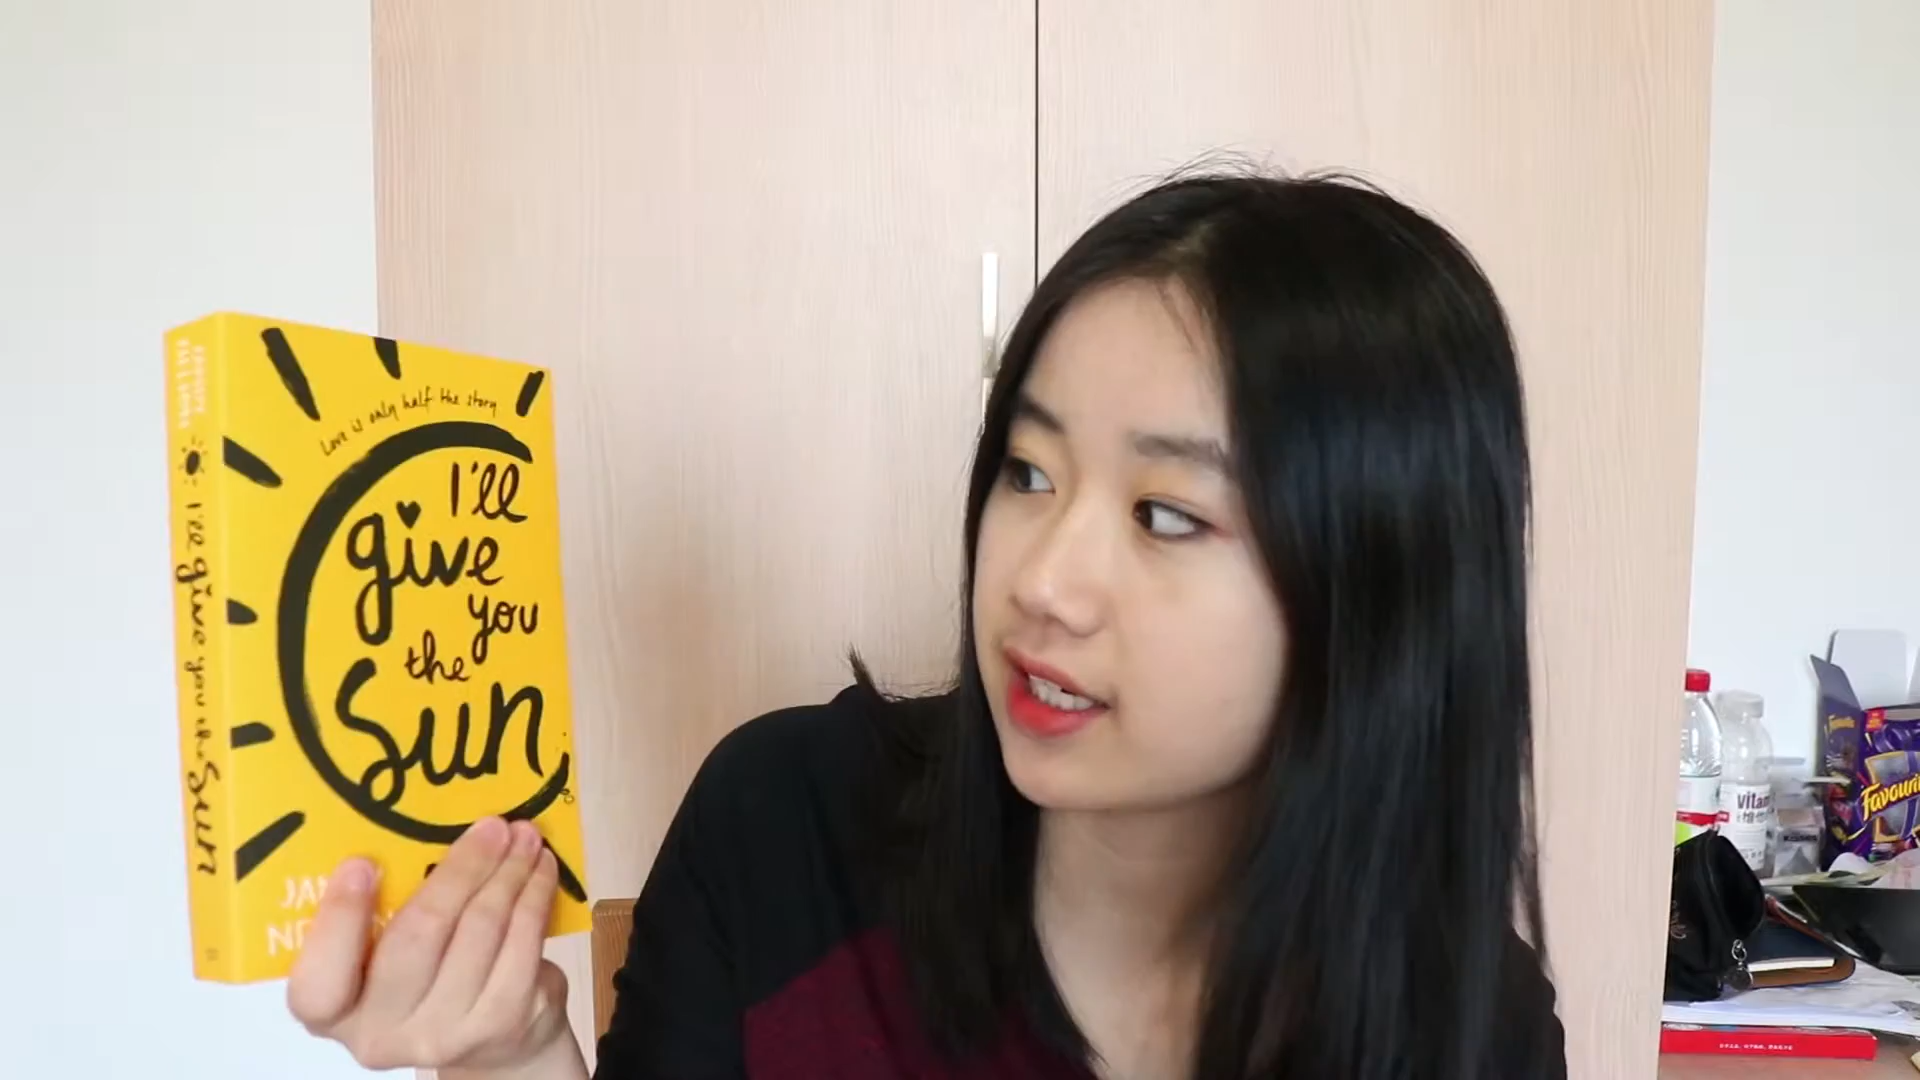 Love is only half the story
I'll
give
you
the
Sun
I'll give you the Sun
Favouri
Vitam